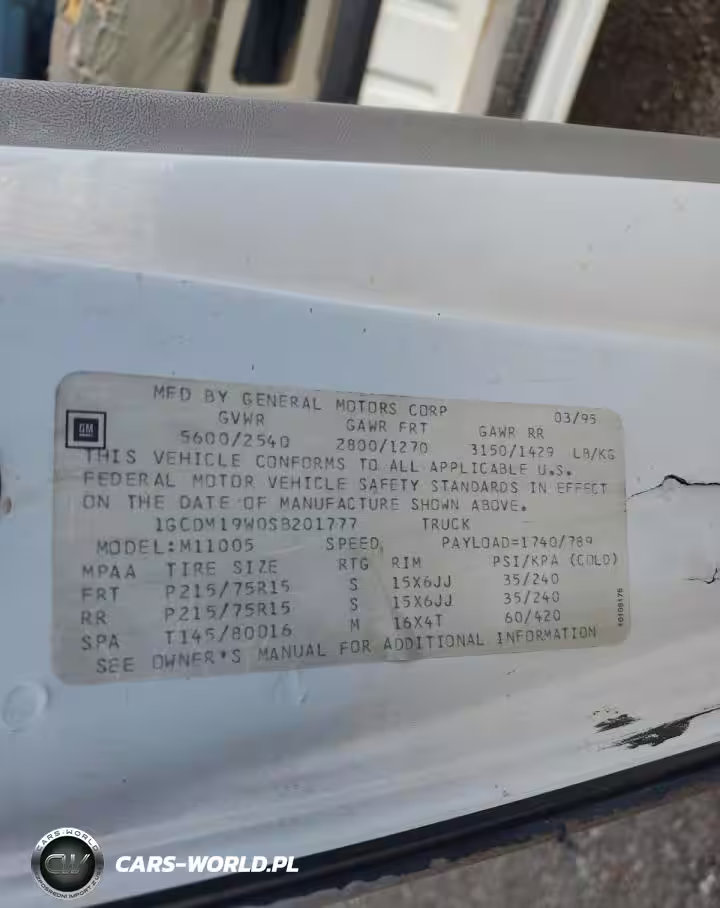 MFD BY GENERAL MOTORS CORP 03/95
GVWR GAWR FRT GAWR RR
5600/2540 2800/1270 3150/1429 LB/KG
GM
THIS VEHICLE CONFORMS TO ALL APPLICABLE U.S.
FEDERAL MOTOR VEHICLE SAFETY STANDARDS IN EFFECT
ON THE DATE OF MANUFACTURE SHOWN ABOVE.
1GCDM19W0SB201777 TRUCK
MODEL:M11005 SPEED PAYLOAD=1740/789
MPAA TIRE SIZE RTG RIM PSI/KPA (COLD)
FRT P215/75R15 S 15X6JJ 35/240
RR P215/75R15 S 15X6JJ 35/240
SPA T145/80D16 M 16X4T 60/420
SEE OWNER'S MANUAL FOR ADDITIONAL INFORMATION
CARS-WORLD
CW
CARS-WORLD.PL